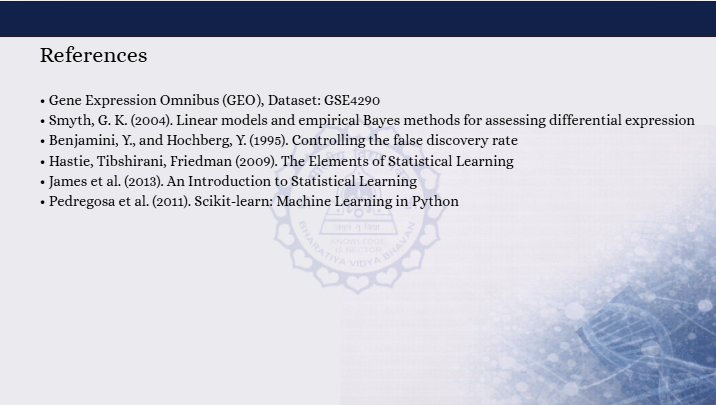 References
• Gene Expression Omnibus (GEO), Dataset: GSE4290
• Smyth, G. K. (2004). Linear models and empirical Bayes methods for assessing differential expression
• Benjamini, Y., and Hochberg, Y. (1995). Controlling the false discovery rate
• Hastie, Tibshirani, Friedman (2009). The Elements of Statistical Learning
• James et al. (2013). An Introduction to Statistical Learning
• Pedregosa et al. (2011). Scikit-learn: Machine Learning in Python
BHARATIYA VIDYA BHAVAN